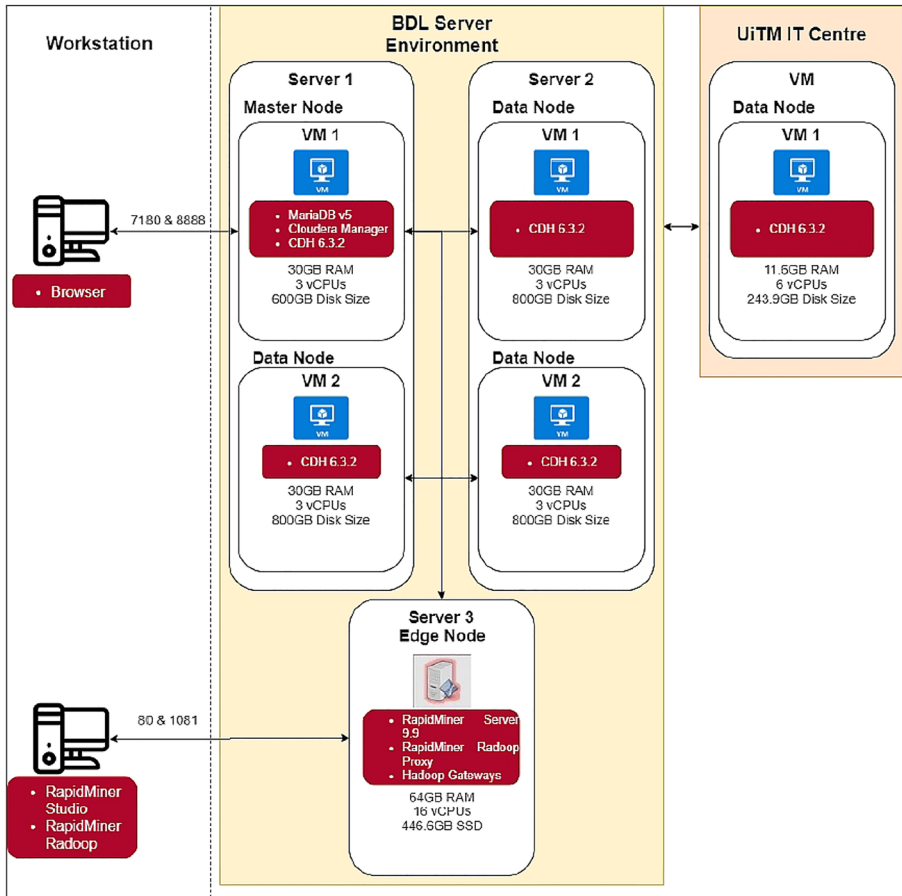 Workstation
BDL Server
Environment
UiTM IT Centre
Server 1
Master Node
VM 1
VM
• MariaDB v5
• Cloudera Manager
• CDH 6.3.2
30GB RAM
3 vCPUs
600GB Disk Size
Data Node
VM 2
VM
• CDH 6.3.2
30GB RAM
3 vCPUs
800GB Disk Size
Server 2
Data Node
VM 1
VM
• CDH 6.3.2
30GB RAM
3 vCPUs
800GB Disk Size
Data Node
VM 2
VM
• CDH 6.3.2
30GB RAM
3 vCPUs
800GB Disk Size
VM
Data Node
VM 1
VM
• CDH 6.3.2
11.6GB RAM
6 vCPUs
243.9GB Disk Size
7180 & 8888
• Browser
Server 3
Edge Node
• RapidMiner Server
9.9
• RapidMiner Radoop
Proxy
• Hadoop Gateways
64GB RAM
16 vCPUs
446.6GB SSD
80 & 1081
• RapidMiner
Studio
• RapidMiner
Radoop